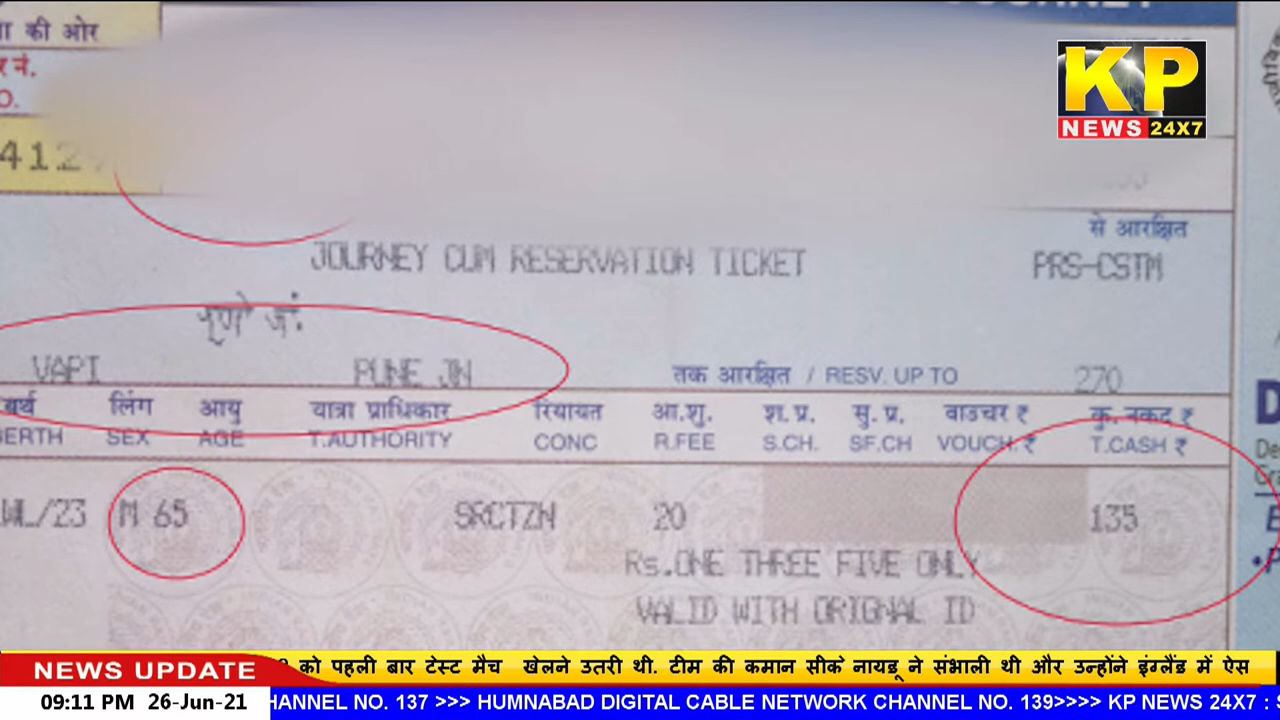 की ओर
JOURNEY
KP
NEWS 24X7
से आरक्षित
JOURNEY CUM RESERVATION TICKET PRS-CSTM
पूणे जं.
VAPI PUNE JN तक आरक्षित / RESV. UP TO 270
बर्थ लिंग आयु यात्रा प्राधिकार रियायत आ.शु. श.प्र. सु. प्र. वाउचर ₹ कु. नकद ₹
BERTH SEX AGE T.AUTHORITY CONC R.FEE S.CH. SF.CH VOUCH.₹ T.CASH ₹
WL/23 M 65 SRCTZN 20 135
Rs.ONE THREE FIVE ONLY
VALID WITH ORIGNAL ID
NEWS UPDATE को पहली बार टेस्ट मैच खेलने उतरी थी. टीम की कमान सीके नायडू ने संभाली थी और उन्होंने इंग्लैंड में ऐस
09:11 PM 26-Jun-21 HANNEL NO. 137 >>> HUMNABAD DIGITAL CABLE NETWORK CHANNEL NO. 139>>>> KP NEWS 24X7 :